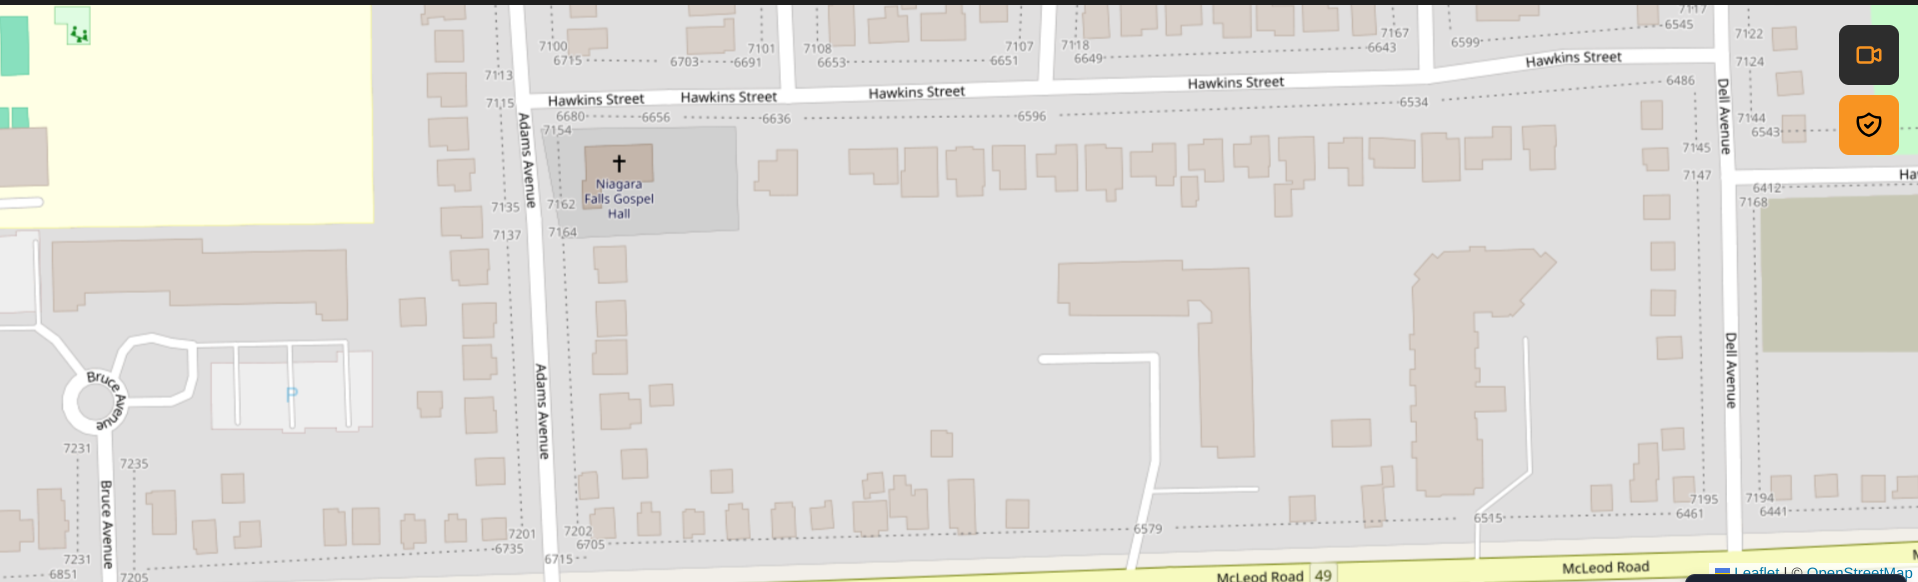 7117
6545
7100
7101
7108
7107
7118
7167
6599
7122
6715
6703
6691
6653
6651
6649
6643
Hawkins Street
7124
7113
6486
Hawkins Street
7115
Hawkins Street
Hawkins Street
Hawkins Street
6534
Dell Avenue
6680
6656
6636
6596
7144
7154
6543
Adams Avenue
7145
Niagara
Falls Gospel
Hall
7147
Ha
6412
7135
7162
7168
7137
7164
Bruce Avenue
P
Adams Avenue
Dell Avenue
7231
7235
Bruce Avenue
7195
7194
6461
6441
7201
7202
6579
6515
6735
6705
7231
6715
6851
7205
McLeod Road
49
McLeod Road
M
Leaflet | © OpenStreetMap